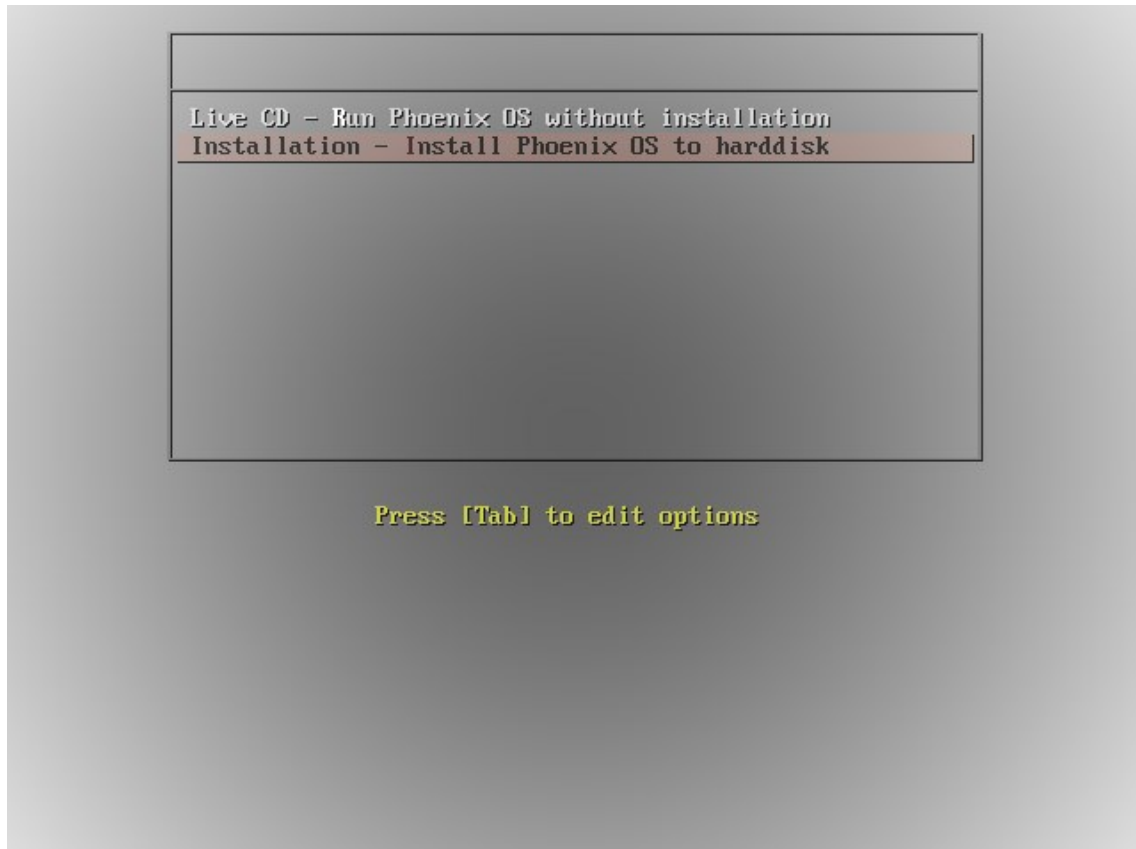 Live CD - Run Phoenix OS without installation
Installation - Install Phoenix OS to harddisk
Press [Tab] to edit options